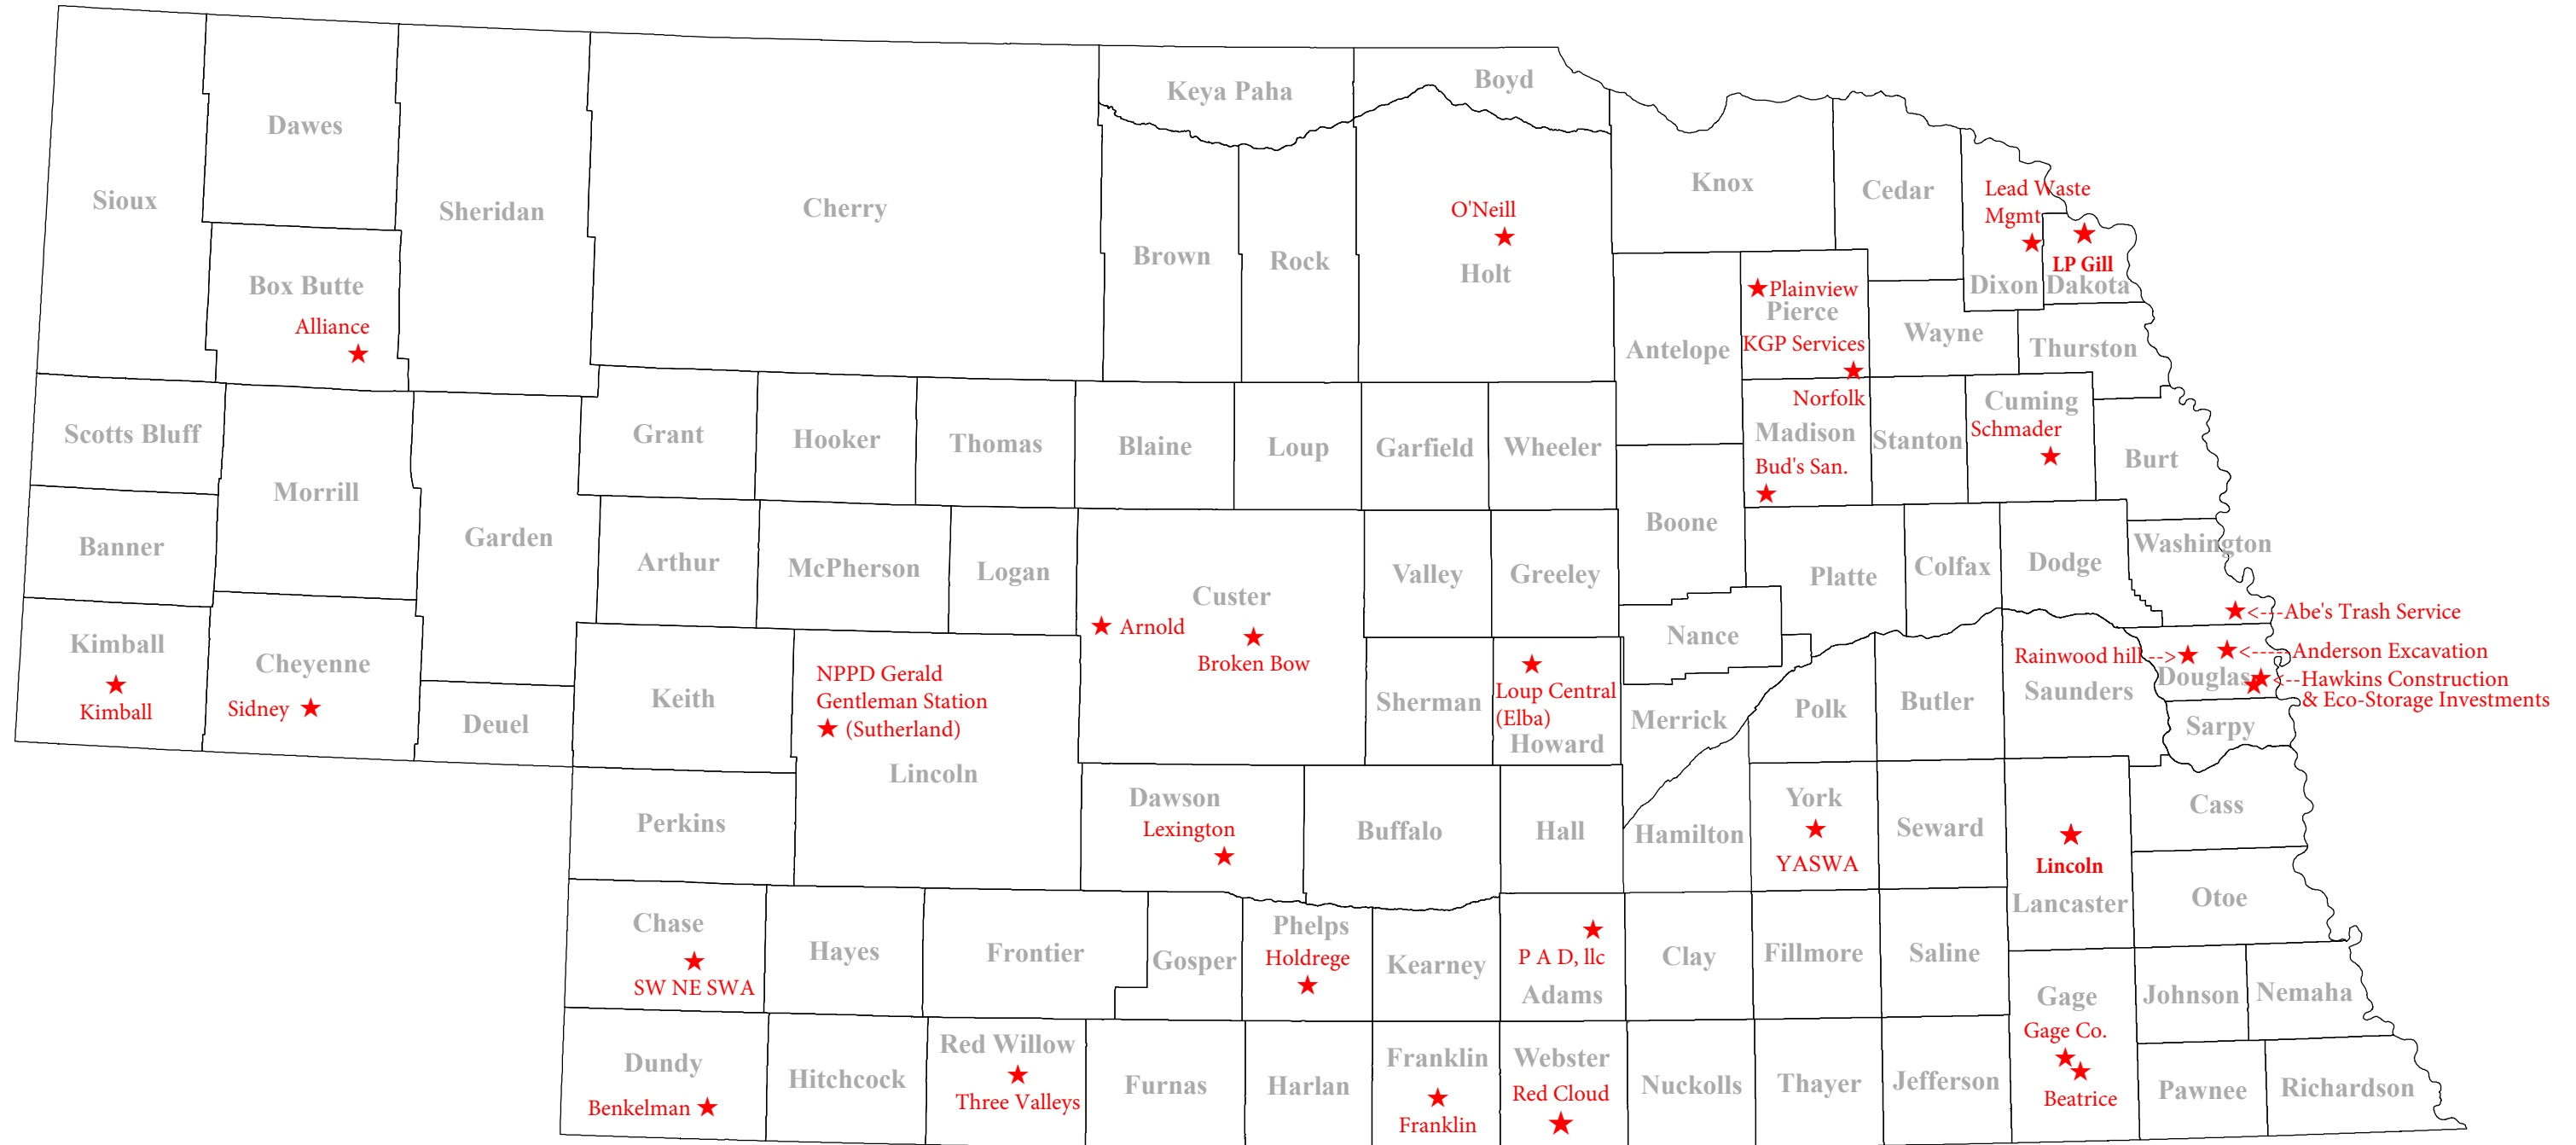 Keya Paha
Boyd
Dawes
Sioux
Sheridan
Cherry
Knox
Cedar
Lead Waste
Mgmt
O'Neill
Brown
Rock
Holt
LP Gill
Dixon
Dakota
Box Butte
Alliance
Plainview
Pierce
KGP Services
Antelope
Wayne
Thurston
Norfolk
Madison
Bud's San.
Stanton
Cuming
Schmader
Burt
Scotts Bluff
Morrill
Grant
Hooker
Thomas
Blaine
Loup
Garfield
Wheeler
Banner
Garden
Arthur
McPherson
Logan
Custer
Arnold
Broken Bow
Valley
Greeley
Boone
Platte
Colfax
Dodge
Washington
<---Abe's Trash Service
Kimball
Kimball
Cheyenne
Sidney
Deuel
Keith
NPPD Gerald
Gentleman Station
(Sutherland)
Lincoln
Sherman
Loup Central
(Elba)
Howard
Nance
Merrick
Polk
Butler
Saunders
Rainwood hill -->
<-----Anderson Excavation
Douglas
<--Hawkins Construction
& Eco-Storage Investments
Sarpy
Perkins
Dawson
Lexington
Buffalo
Hall
Hamilton
York
YASWA
Seward
Lincoln
Lancaster
Cass
Otoe
Chase
SW NE SWA
Hayes
Frontier
Gosper
Phelps
Holdrege
Kearney
P A D, llc
Adams
Clay
Fillmore
Saline
Gage
Gage Co.
Beatrice
Johnson
Nemaha
Dundy
Benkelman
Hitchcock
Red Willow
Three Valleys
Furnas
Harlan
Franklin
Franklin
Webster
Red Cloud
Nuckolls
Thayer
Jefferson
Pawnee
Richardson